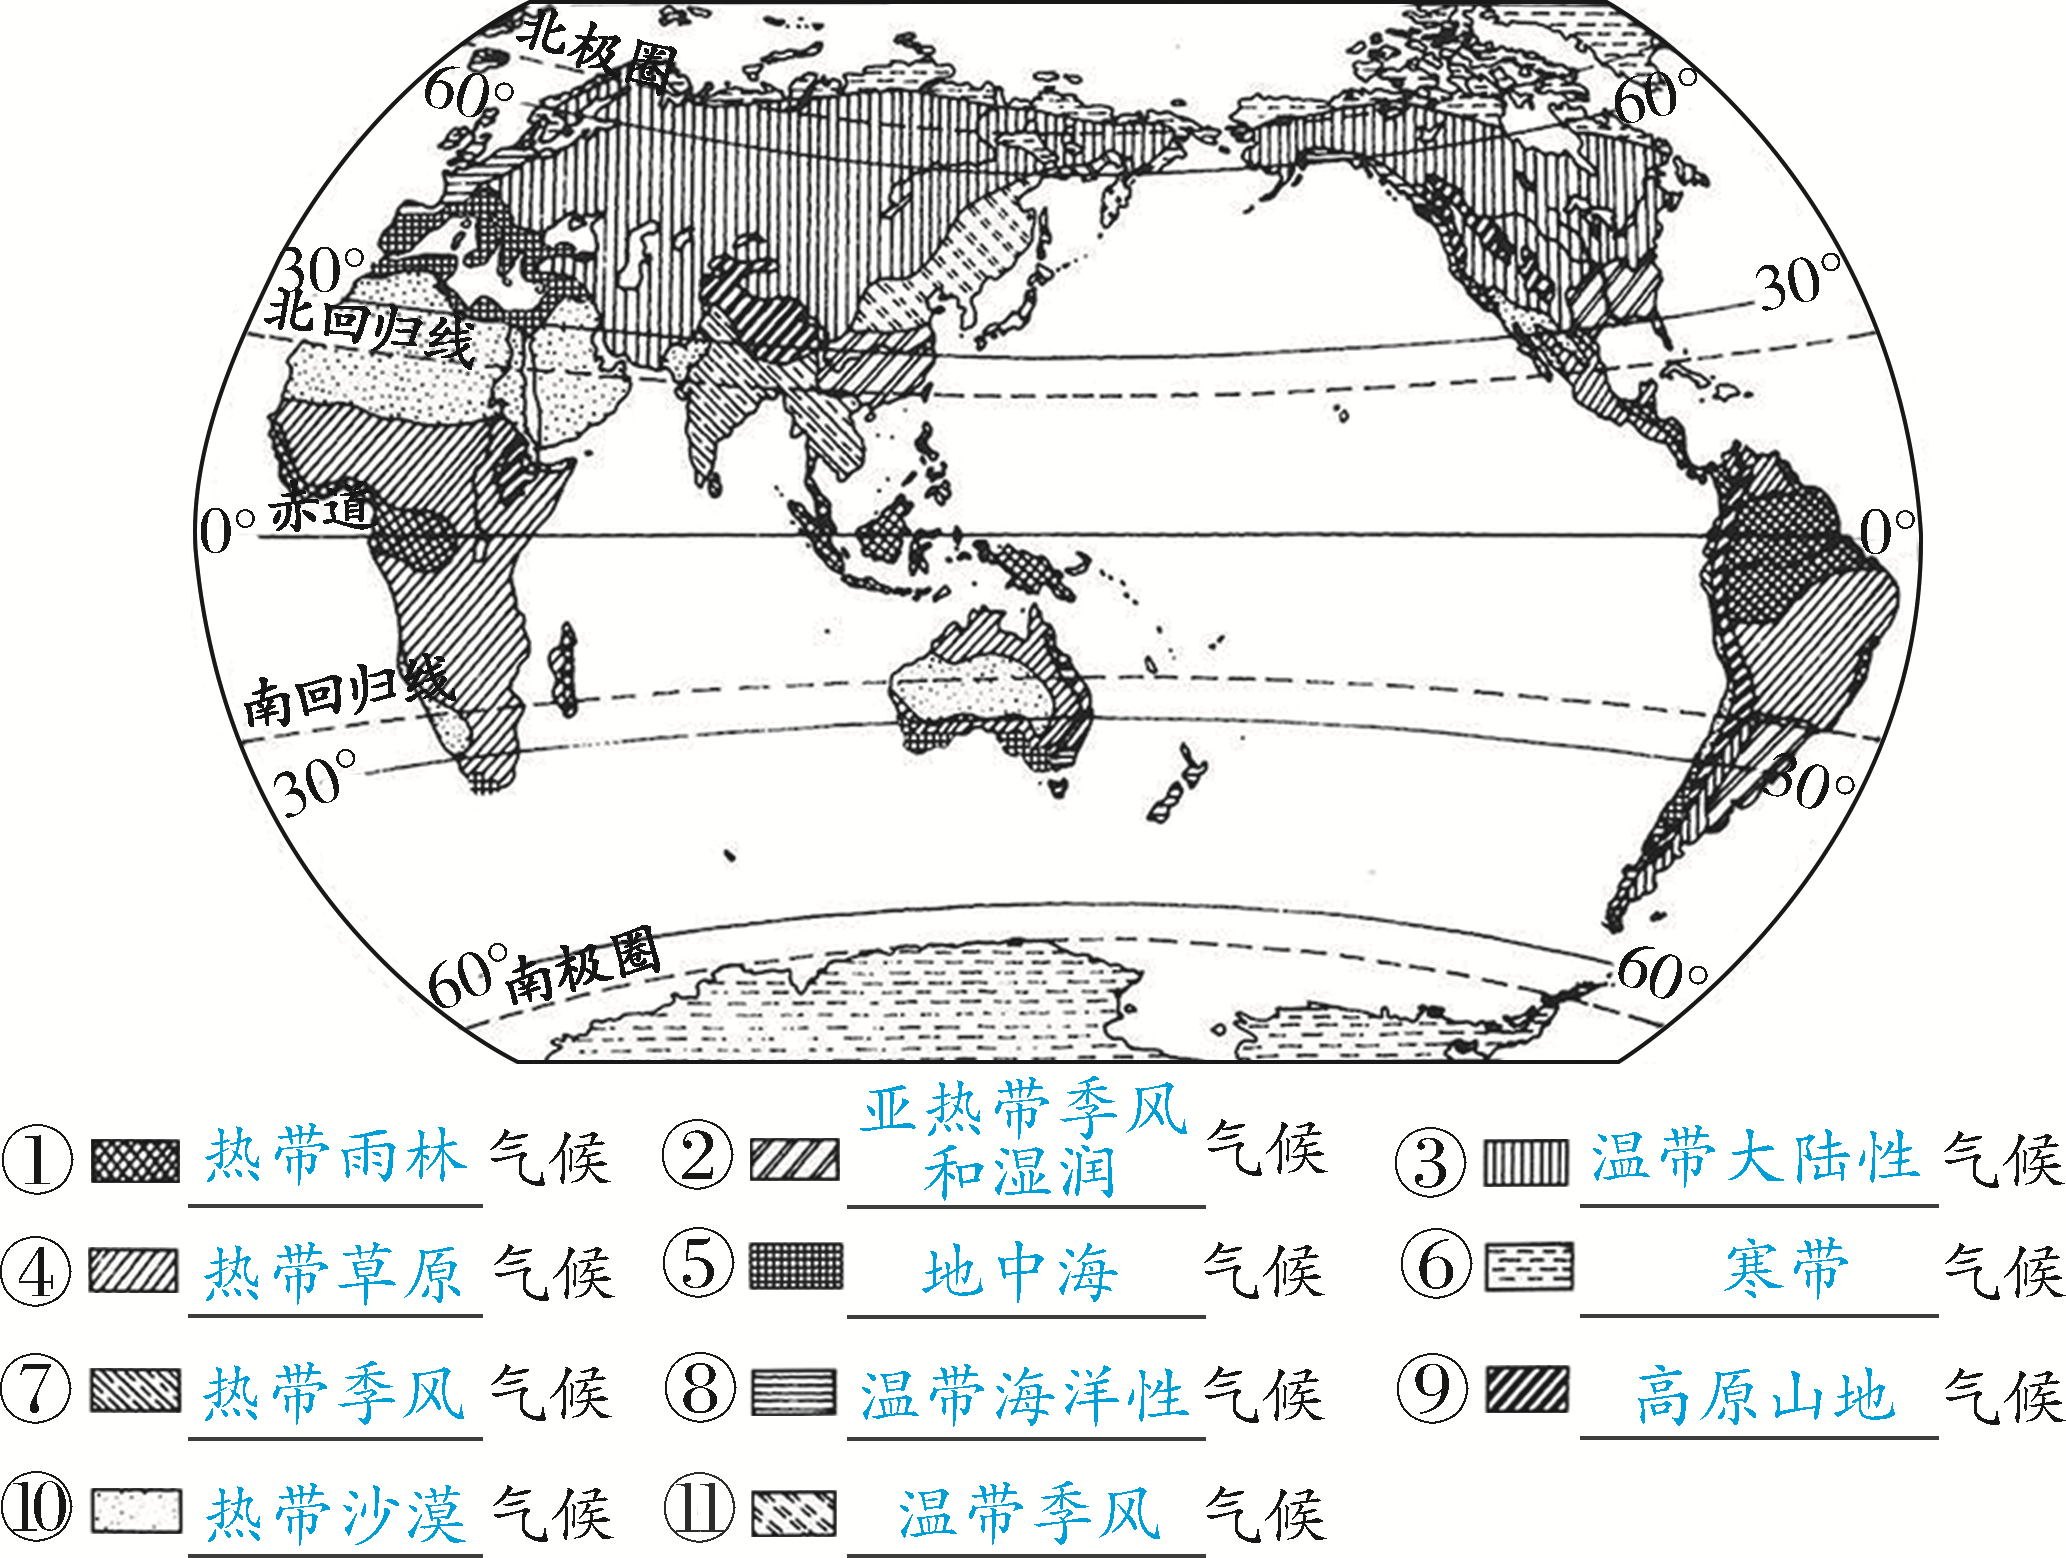 北极圈
60°
60°
30°
30°
北回归线
赤道
0°
0°
南回归线
30°
30°
60°
南极圈
60°
① 热带雨林 气候 ② 亚热带季风和湿润 气候 ③ 温带大陆性 气候
④ 热带草原 气候 ⑤ 地中海 气候 ⑥ 寒带 气候
⑦ 热带季风 气候 ⑧ 温带海洋性 气候 ⑨ 高原山地 气候
⑩ 热带沙漠 气候 ⑪ 温带季风 气候